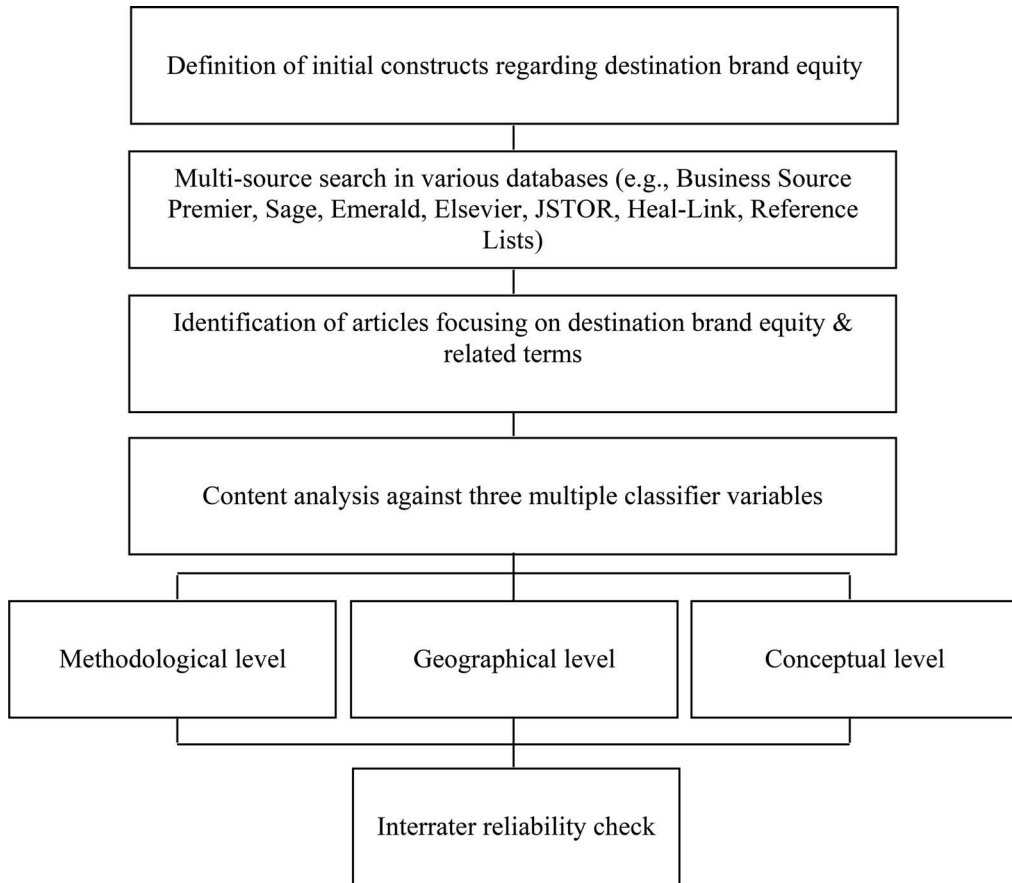 Definition of initial constructs regarding destination brand equity
Multi-source search in various databases (e.g., Business Source
Premier, Sage, Emerald, Elsevier, JSTOR, Heal-Link, Reference
Lists)
Identification of articles focusing on destination brand equity &
related terms
Content analysis against three multiple classifier variables
Methodological level
Geographical level
Conceptual level
Interrater reliability check